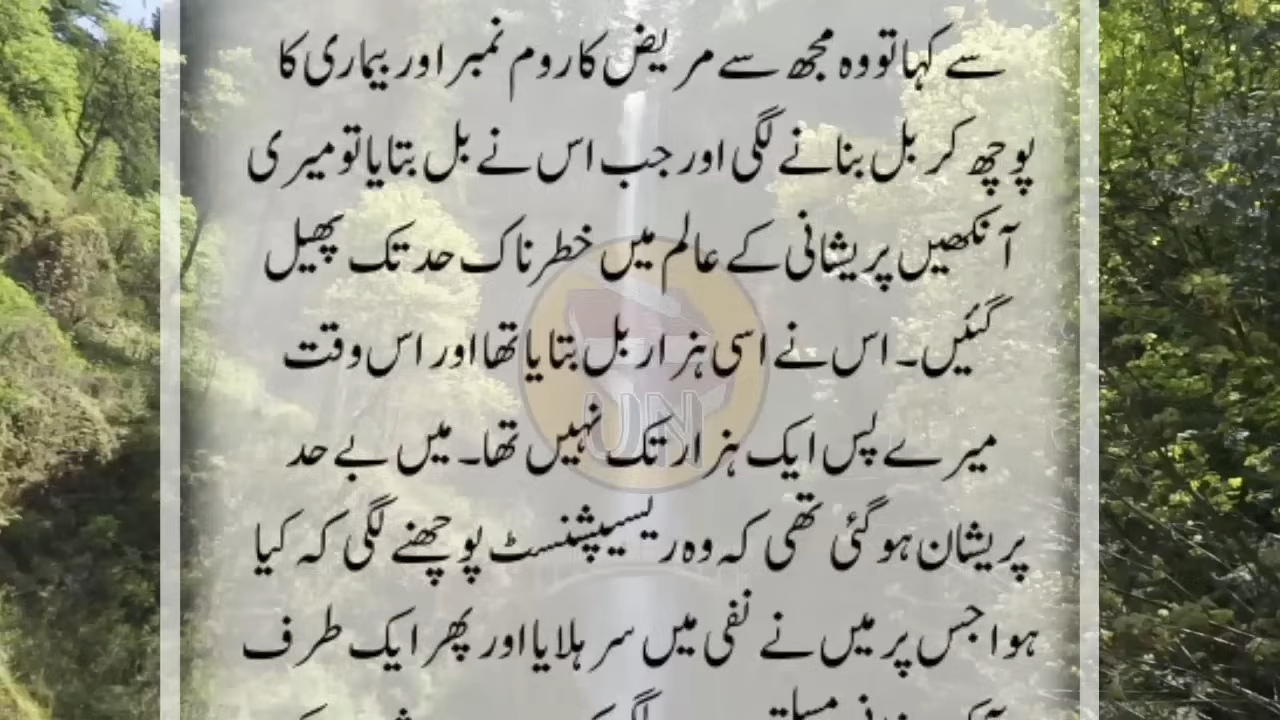 سے کہا تو وہ مجھ سے مریض کا روم نمبر اور بیماری کا
پوچھ کر بل بنانے لگی اور جب اس نے بل بتایا تو میری
آنکھیں پریشانی کے عالم میں خطرناک حد تک پھیل
گئیں۔ اس نے اسی ہزار بل بتایا تھا اور اس وقت
میرے پس ایک ہزار تک نہیں تھا۔ میں بے حد
پریشان ہو گئی تھی کہ وہ ریسیپشنسٹ پوچھنے لگی کہ کیا
ہوا جس پر میں نے نفی میں سر ہلایا اور پھر ایک طرف
UN